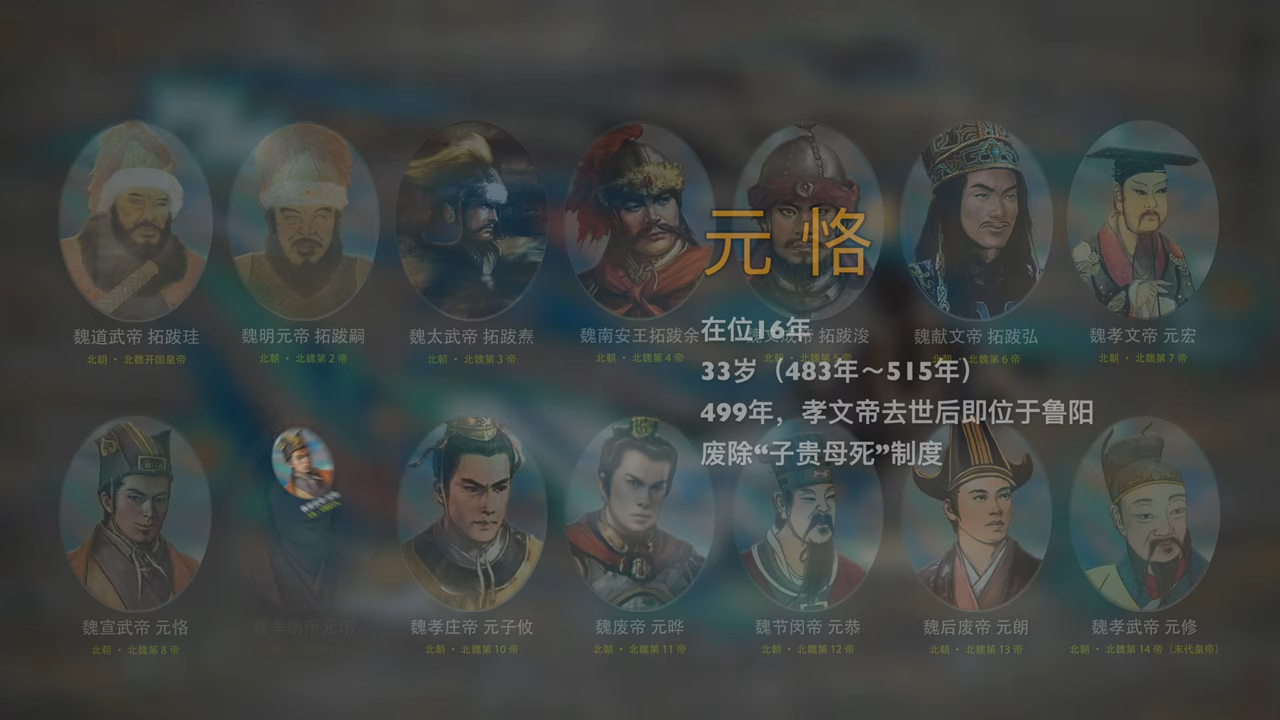 元恪
在位16年
33岁（483年～515年）
499年，孝文帝去世后即位于鲁阳
废除“子贵母死”制度
魏道武帝 拓跋珪
北朝 · 北魏开国皇帝
魏明元帝 拓跋嗣
北朝 · 北魏第 2 帝
魏太武帝 拓跋焘
北朝 · 北魏第 3 帝
魏南安王拓跋余
北朝 · 北魏第 4 帝
拓跋浚
魏献文帝 拓跋弘
北魏第 6 帝
魏孝文帝 元宏
北朝 · 北魏第 7 帝
魏宣武帝 元恪
北朝 · 北魏第 8 帝
魏孝庄帝 元子攸
北朝 · 北魏第 10 帝
魏废帝 元晔
北朝 · 北魏第 11 帝
魏节闵帝 元恭
北朝 · 北魏第 12 帝
魏后废帝 元朗
北朝 · 北魏第 13 帝
魏孝武帝 元修
北朝 · 北魏第 14 帝（末代皇帝）